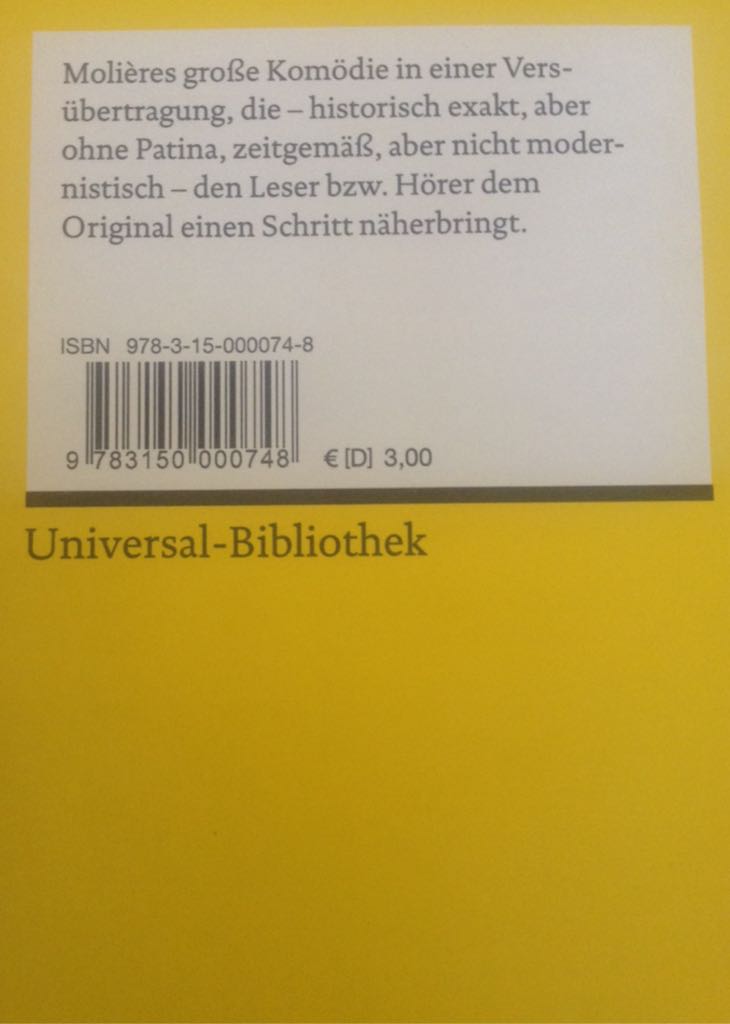 Molières große Komödie in einer Vers-
übertragung, die – historisch exakt, aber
ohne Patina, zeitgemäß, aber nicht moder-
nistisch – den Leser bzw. Hörer dem
Original einen Schritt näherbringt.
ISBN 978-3-15-000074-8
9 783150 000748
€ [D] 3,00
Universal-Bibliothek